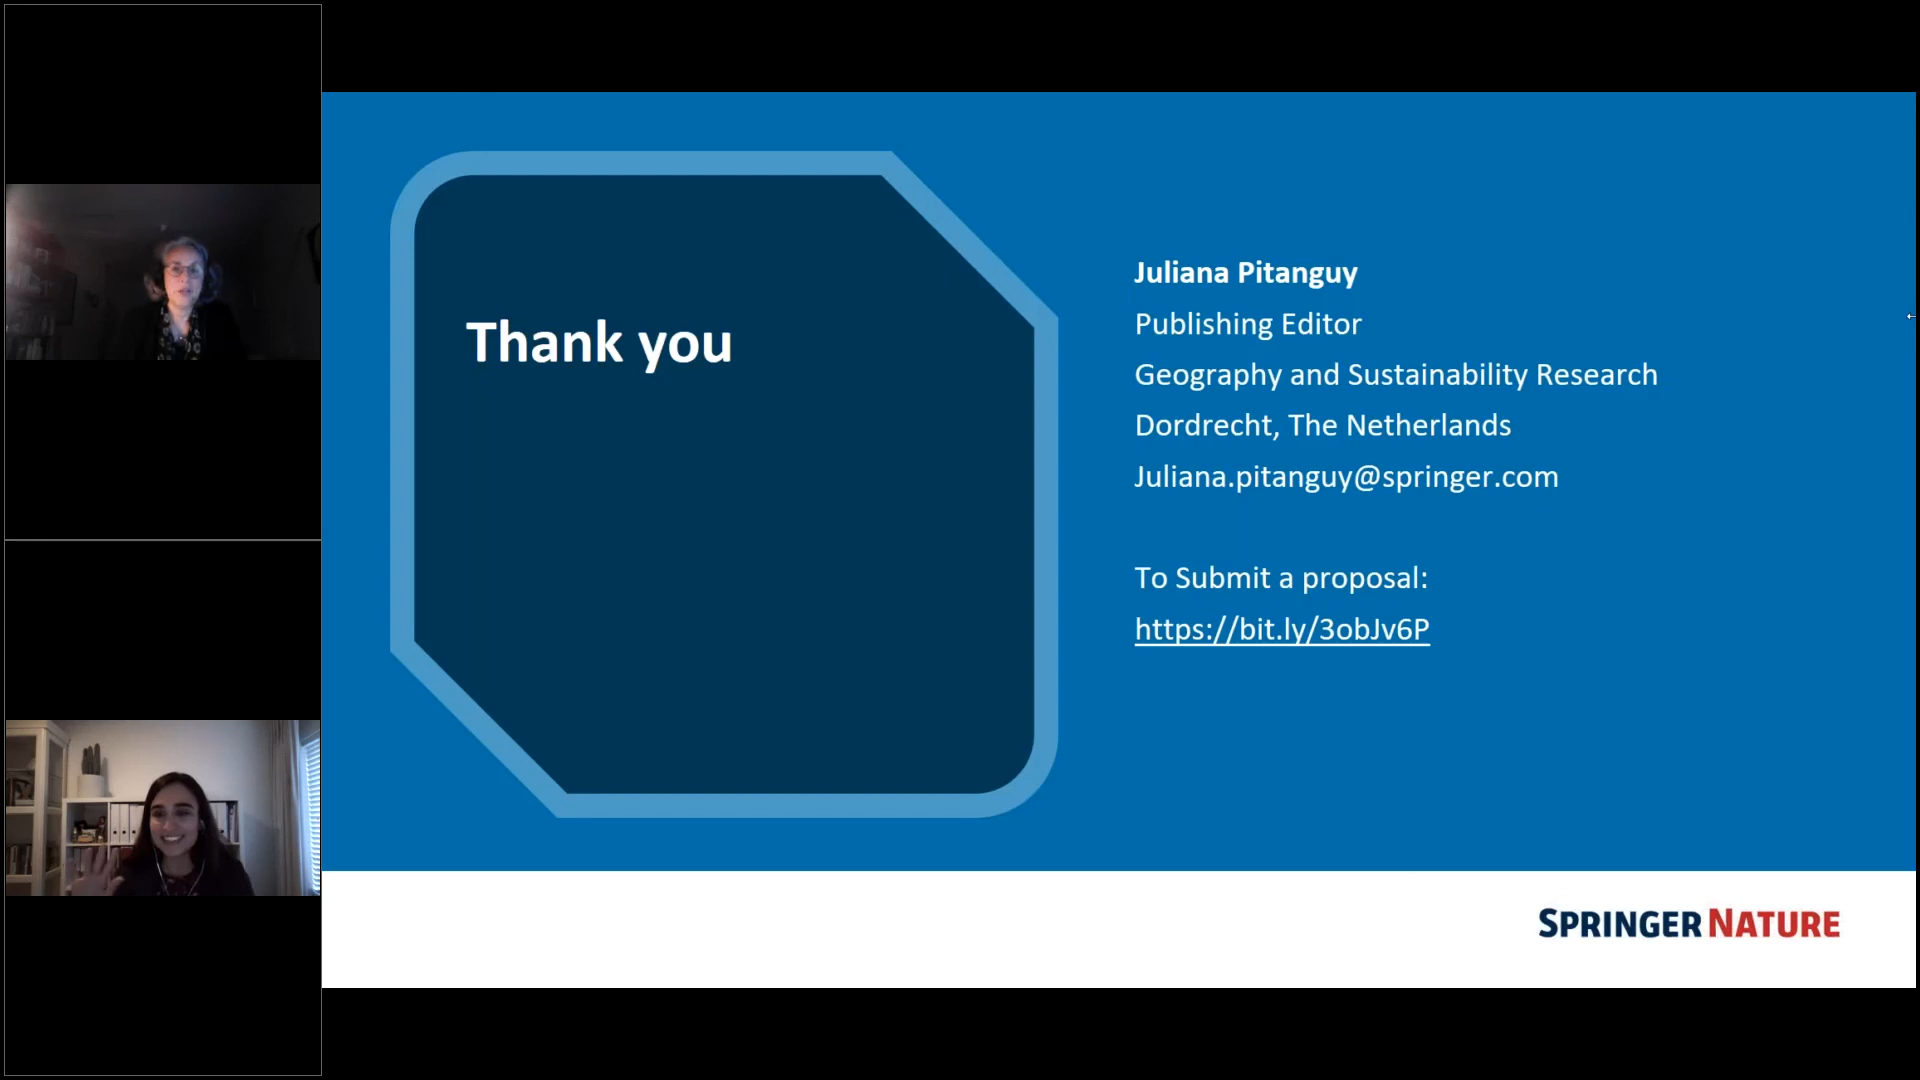 Thank you
Juliana Pitanguy
Publishing Editor
Geography and Sustainability Research
Dordrecht, The Netherlands
Juliana.pitanguy@springer.com
To Submit a proposal:
https://bit.ly/3obJv6P
SPRINGER NATURE